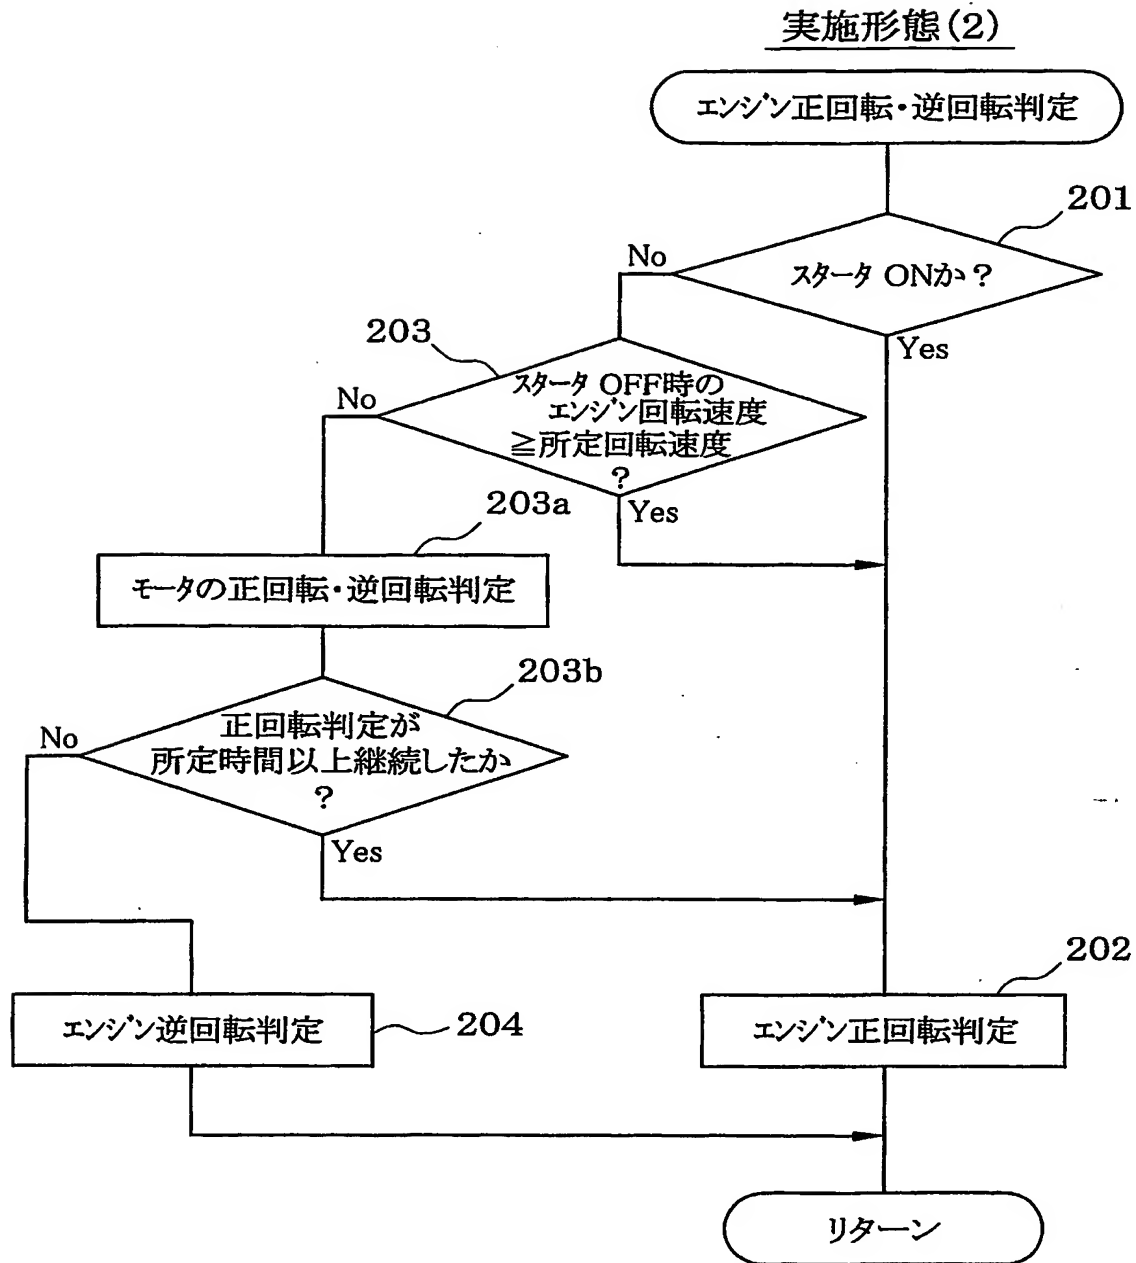 実施形態(2)
エンジン正回転・逆回転判定
201
スタータ ONか?
No
Yes
203
スタータ OFF時の
エンジン回転速度
≧所定回転速度
?
No
Yes
203a
モータの正回転・逆回転判定
203b
正回転判定が
所定時間以上継続したか
?
No
Yes
202
エンジン逆回転判定
204
エンジン正回転判定
リターン